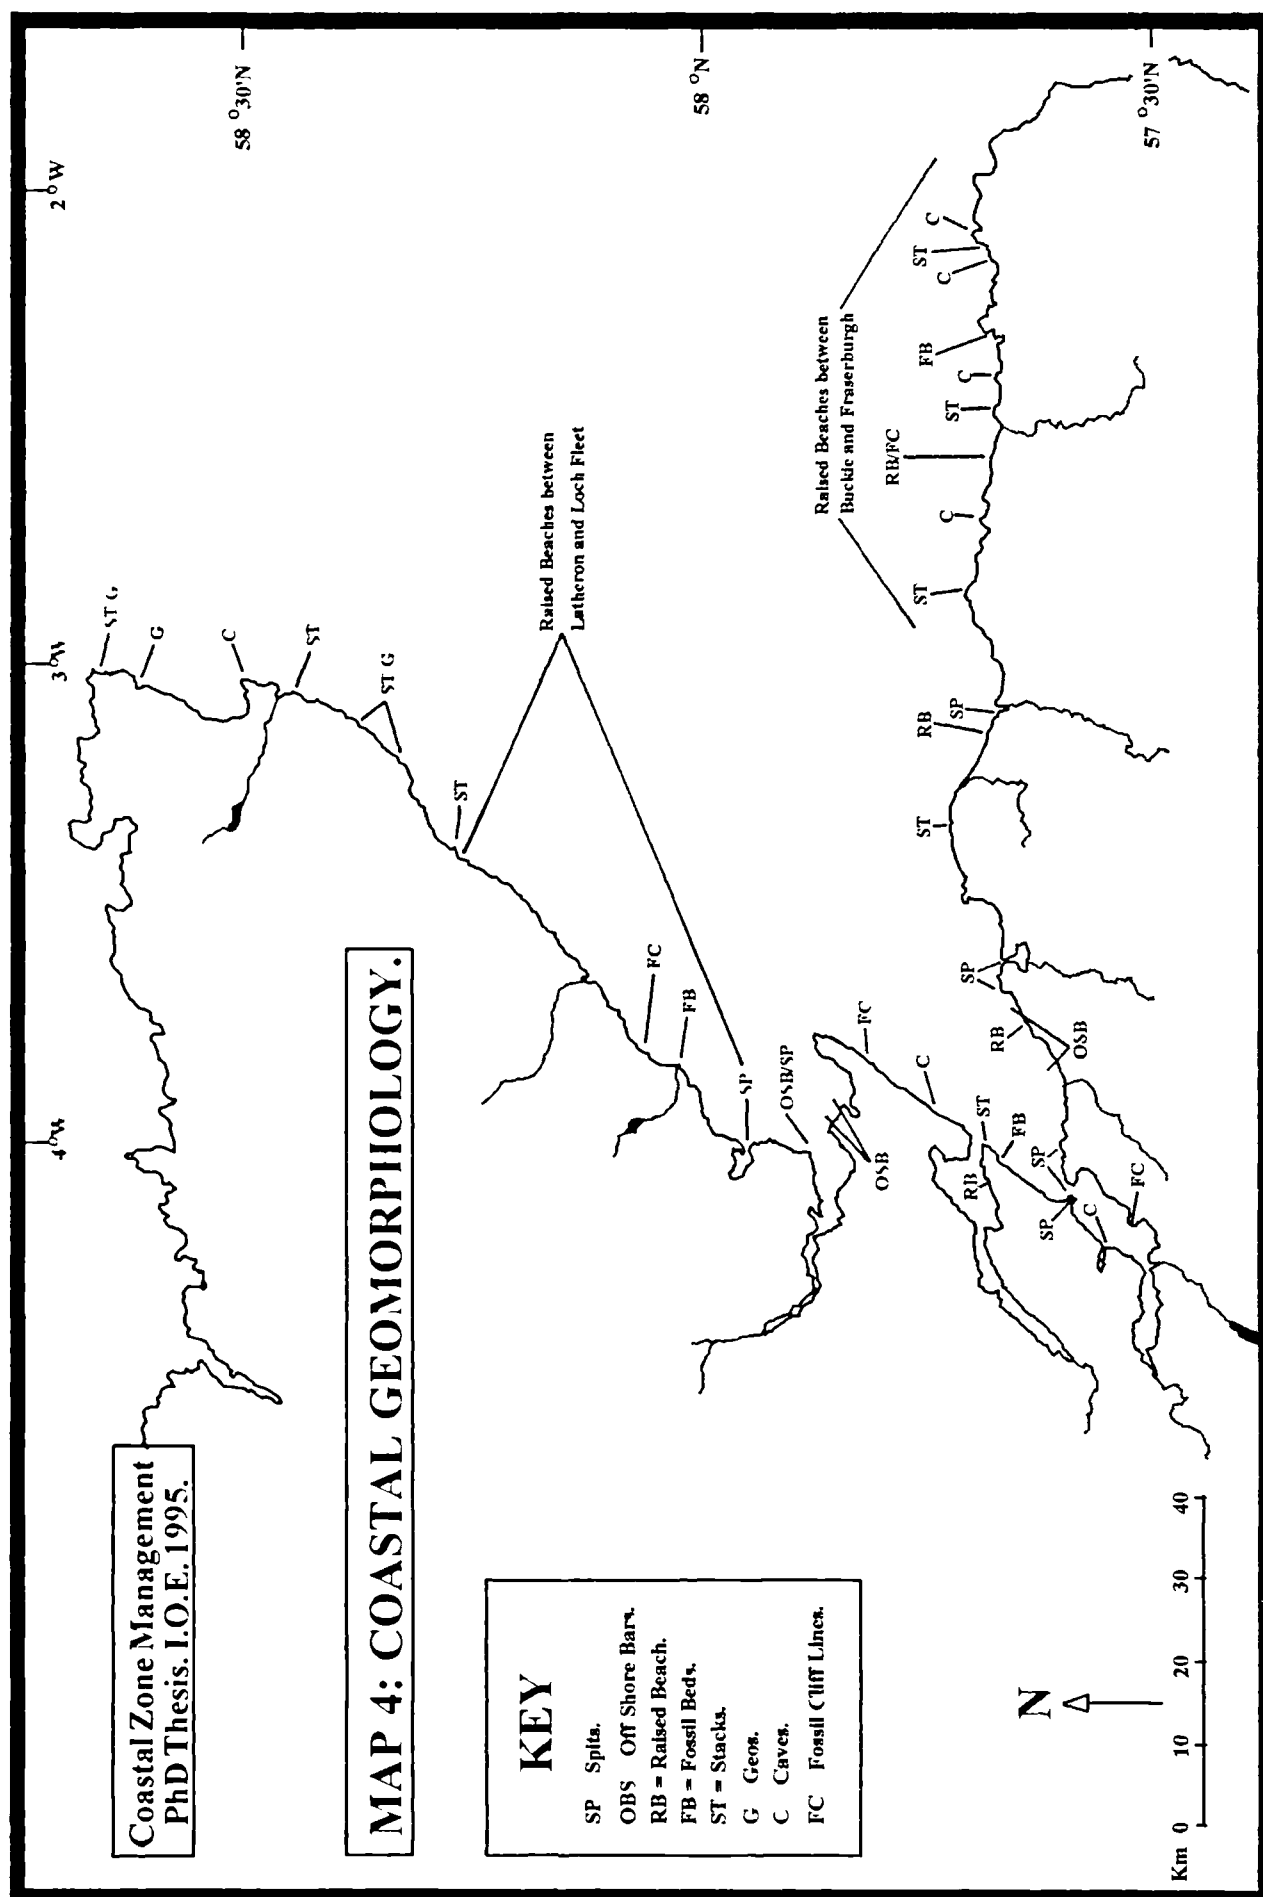 Coastal Zone Management
PhD Thesis. I.O.E. 1995.
MAP 4: COASTAL GEOMORPHOLOGY.
KEY
SP Spits.
OBS Off Shore Bars.
RB = Raised Beach.
FB = Fossil Beds.
ST = Stacks.
G Geos.
C Caves.
FC Fossil Cliff Lines.
Km 0 10 20 30 40
N
4°W
3°W
2°W
58 °30'N
58 °N
57 °30'N
ST G
G
C
ST
ST G
ST
Raised Beaches between
Latheron and Loch Fleet
FC
FB
SP
OSB/SP
OSB
FC
C
ST
RB
FB
SP
SP
C
FC
RB
OSB
SP
ST
RB
SP
ST
C
RB/FC
ST
C
FB
C
ST
C
Raised Beaches between
Buckie and Fraserburgh